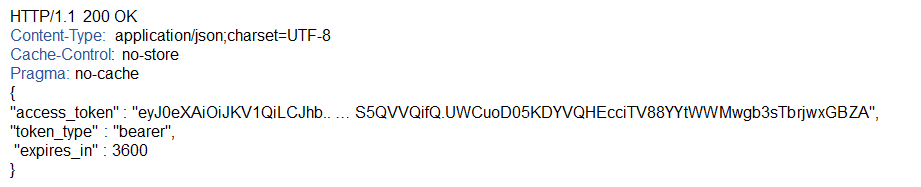 HTTP/1.1 200 OK
Content-Type: application/json;charset=UTF-8
Cache-Control: no-store
Pragma: no-cache
{
"access_token" : "eyJ0eXAiOiJKV1QiLCJhb.. ... S5QVVQifQ.UWCuoD05KDYVQHEcciTV88YYtWWMwgb3sTbrjwxGBZA",
"token_type" : "bearer",
"expires_in" : 3600
}